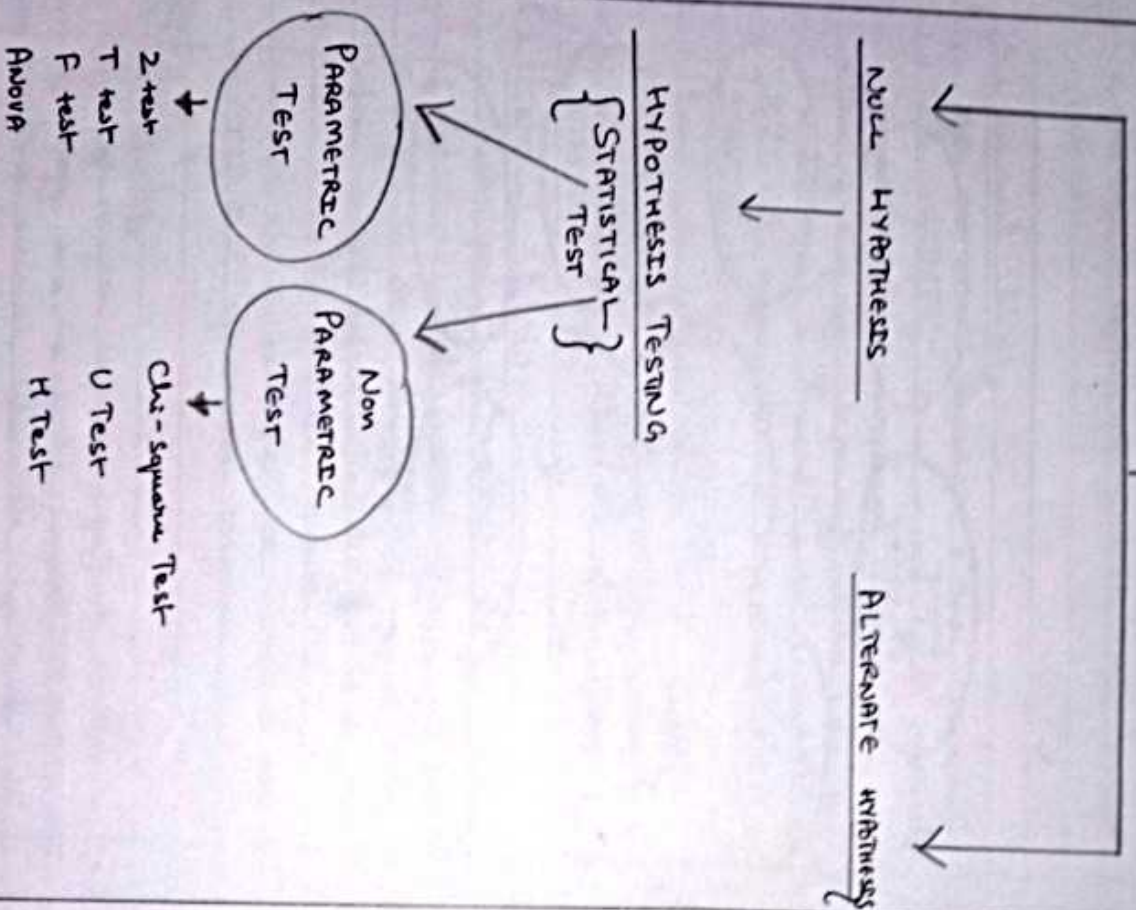 NULL HYPOTHESIS
ALTERNATE HYPOTHESIS
HYPOTHESIS TESTING
{ STATISTICAL
TEST }
PARAMETRIC
TEST
Non
PARAMETRIC
TEST
Z test
T test
F test
ANOVA
Chi-square Test
U Test
H Test